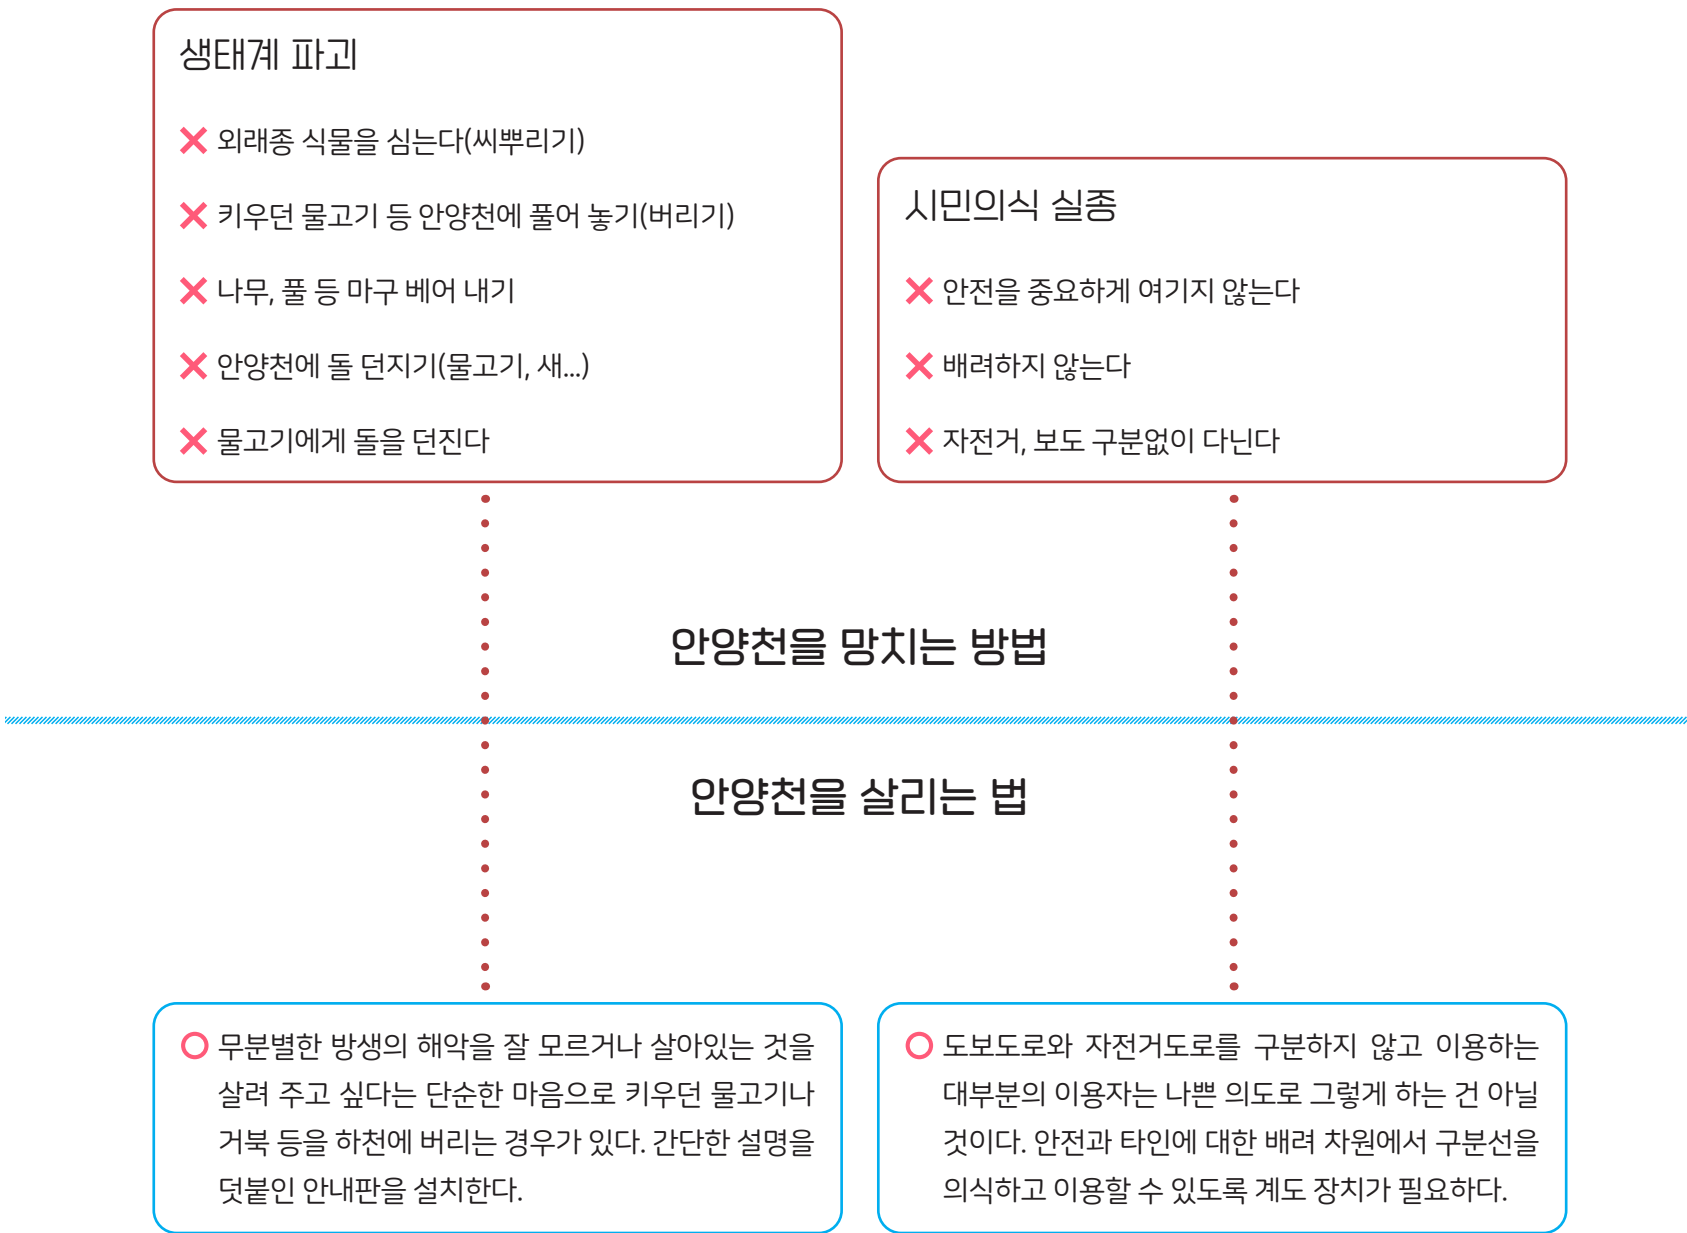 생태계 파괴
외래종 식물을 심는다(씨뿌리기)
키우던 물고기 등 안양천에 풀어 놓기(버리기)
나무, 풀 등 마구 베어 내기
안양천에 돌 던지기(물고기, 새...)
물고기에게 돌을 던진다
시민의식 실종
안전을 중요하게 여기지 않는다
배려하지 않는다
자전거, 보도 구분없이 다닌다
안양천을 망치는 방법
안양천을 살리는 법
무분별한 방생의 해악을 잘 모르거나 살아있는 것을
살려 주고 싶다는 단순한 마음으로 키우던 물고기나
거북 등을 하천에 버리는 경우가 있다. 간단한 설명을
덧붙인 안내판을 설치한다.
도보도로와 자전거도로를 구분하지 않고 이용하는
대부분의 이용자는 나쁜 의도로 그렇게 하는 건 아닐
것이다. 안전과 타인에 대한 배려 차원에서 구분선을
의식하고 이용할 수 있도록 계도 장치가 필요하다.